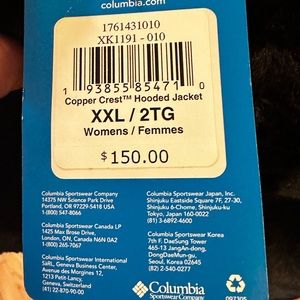 columbia.com
1761431010
XK1191 - 010
1 93855 85471 0
Copper Crest™ Hooded Jacket
XXL / 2TG
Womens / Femmes
$150.00
Columbia Sportswear Company
14375 NW Science Park Drive
Portland, OR 97229-5418 USA
1 (800) 547-8066
Columbia Sportswear Canada LP
1425 Max Brose Drive,
London, ON, Canada N6N 0A2
1-(800) 265-7067
Columbia Sportswear International
SàRL, Geneva Business Center,
Avenue des Morgines 12,
1213 Petit-Lancy,
Geneva, Switzerland
(41) 22-870-90-00
Columbia Sportswear Japan, Inc.
Shinjuku Eastside Square 7F, 27-30,
Shinjuku 6-Chome, Shinjuku-ku
Tokyo, Japan 160-0022
(81) 3-6892-4600
Columbia Sportswear Korea
7th F. DaeSung Tower
465-13 JangAn-dong,
DongDaeMun-gu,
Seoul, Korea 02645
(82) 2-540-0277
Columbia
Sportswear Company
097305